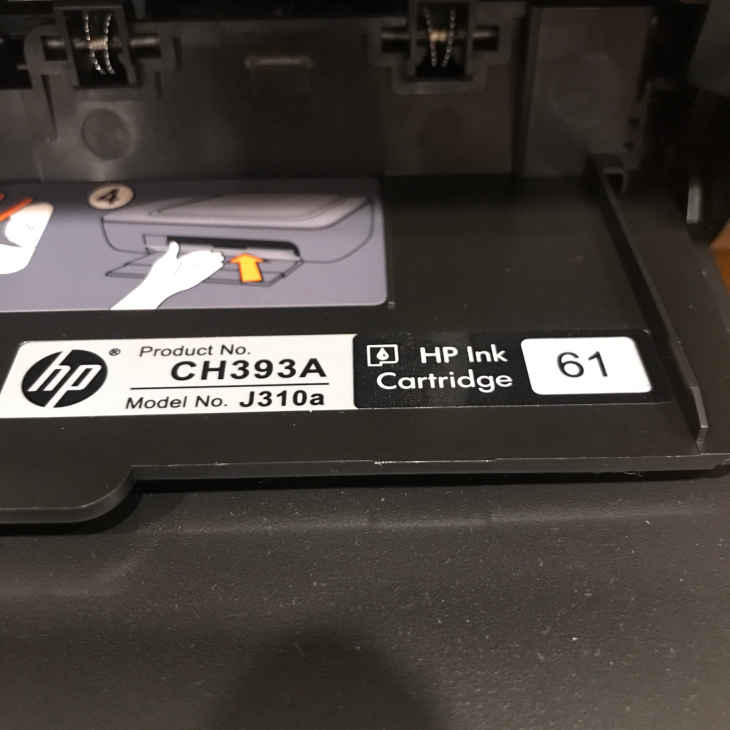 4
hp®
Product No.
CH393A
Model No. J310a
HP Ink
Cartridge
61